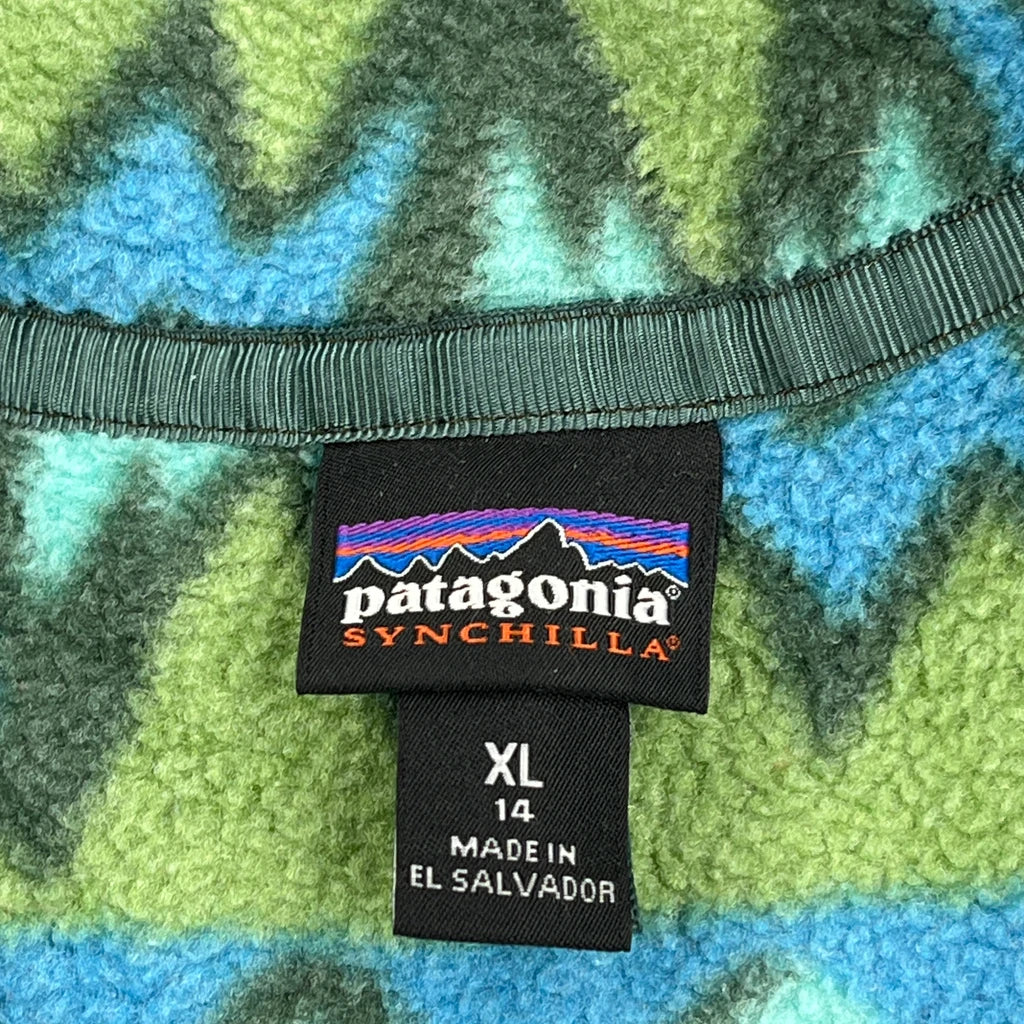 patagonia®
SYNCHILLA®
XL
14
MADE IN
EL SALVADOR